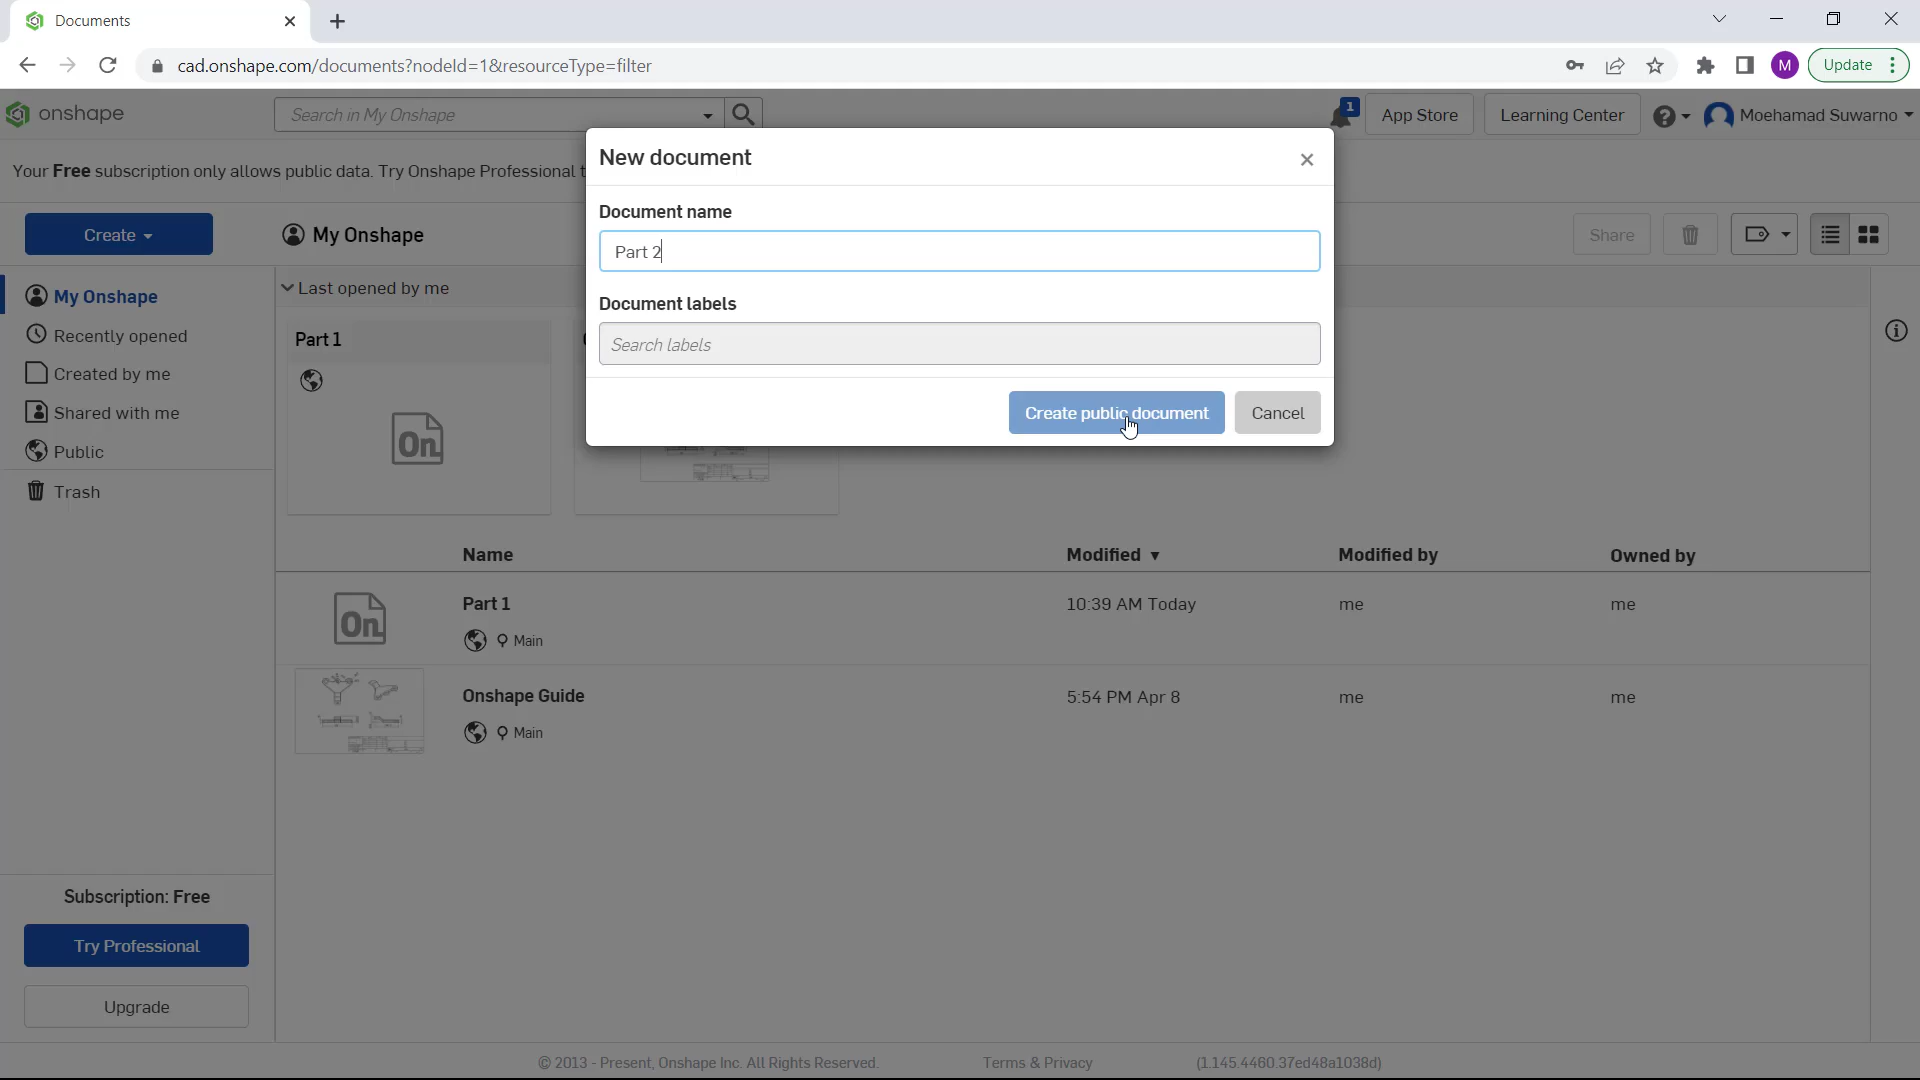 Documents
cad.onshape.com/documents?nodeId=1&resourceType=filter
M
Update
onshape
Search in My Onshape
1
App Store
Learning Center
Moehamad Suwarno
Your Free subscription only allows public data. Try Onshape Professional
New document
Document name
Part 2
Document labels
Search labels
Create public document
Cancel
Create
My Onshape
Share
My Onshape
Recently opened
Created by me
Shared with me
Public
Trash
Last opened by me
Part 1
On
Name
Modified
Modified by
Owned by
On
Part 1
10:39 AM Today
me
me
Main
Onshape Guide
5:54 PM Apr 8
me
me
Main
Subscription: Free
Try Professional
Upgrade
© 2013 - Present, Onshape Inc. All Rights Reserved.
Terms & Privacy
(1.145.4460.37ed48a1038d)